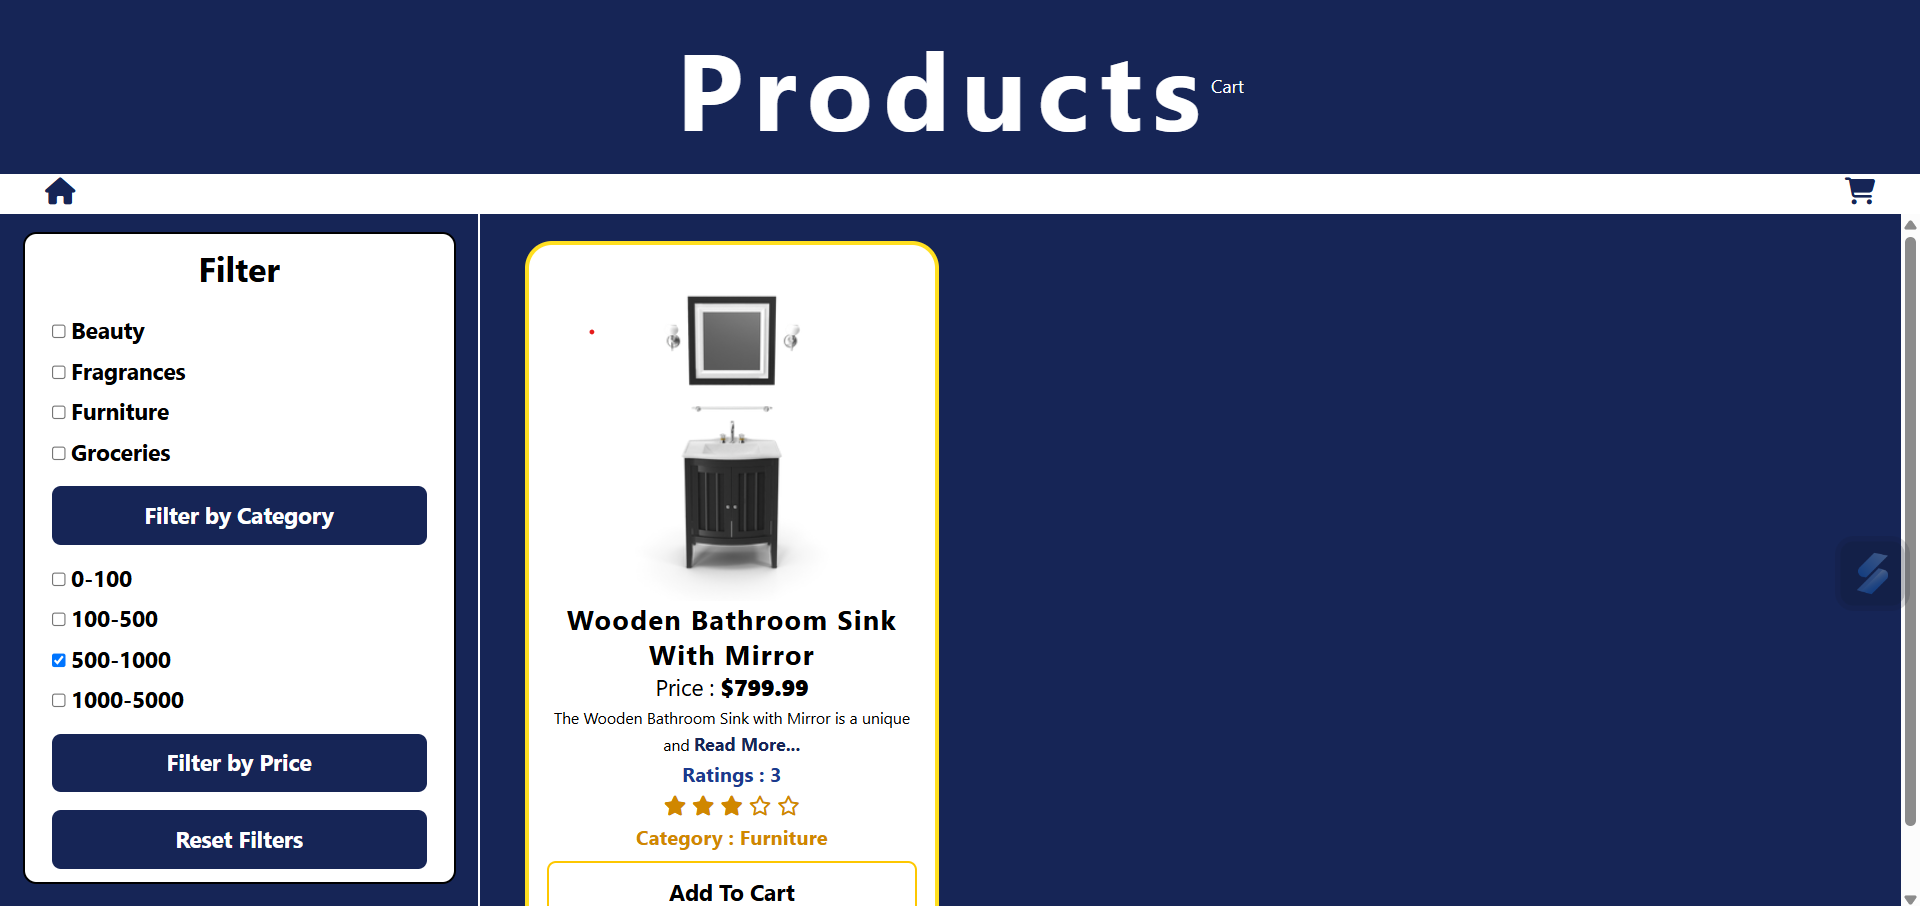 Products
Cart
Filter
Beauty
Fragrances
Furniture
Groceries
Filter by Category
0-100
100-500
500-1000
1000-5000
Filter by Price
Reset Filters
Wooden Bathroom Sink
With Mirror
Price : $799.99
The Wooden Bathroom Sink with Mirror is a unique
and Read More...
Ratings : 3
Category : Furniture
Add To Cart